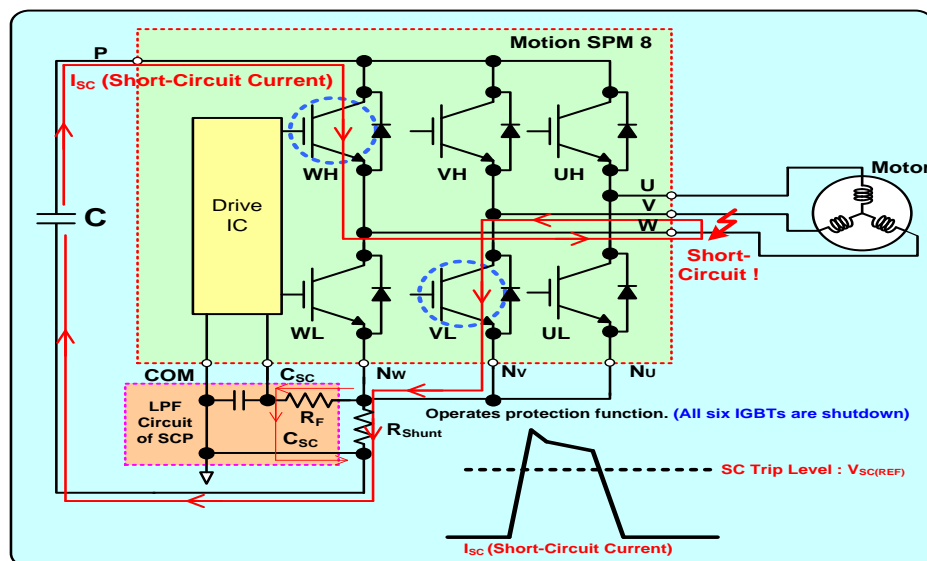 Motion SPM 8
P
I SC (Short-Circuit Current)
WH
VH
UH
Drive
IC
C
U
V
W
Motor
Short-
Circuit !
WL
VL
UL
COM
CSC
NW
NV
NU
LPF
Circuit
of SCP
RF
CSC
RShunt
Operates protection function. (All six IGBTs are shutdown)
SC Trip Level : VSC(REF)
ISC (Short-Circuit Current)